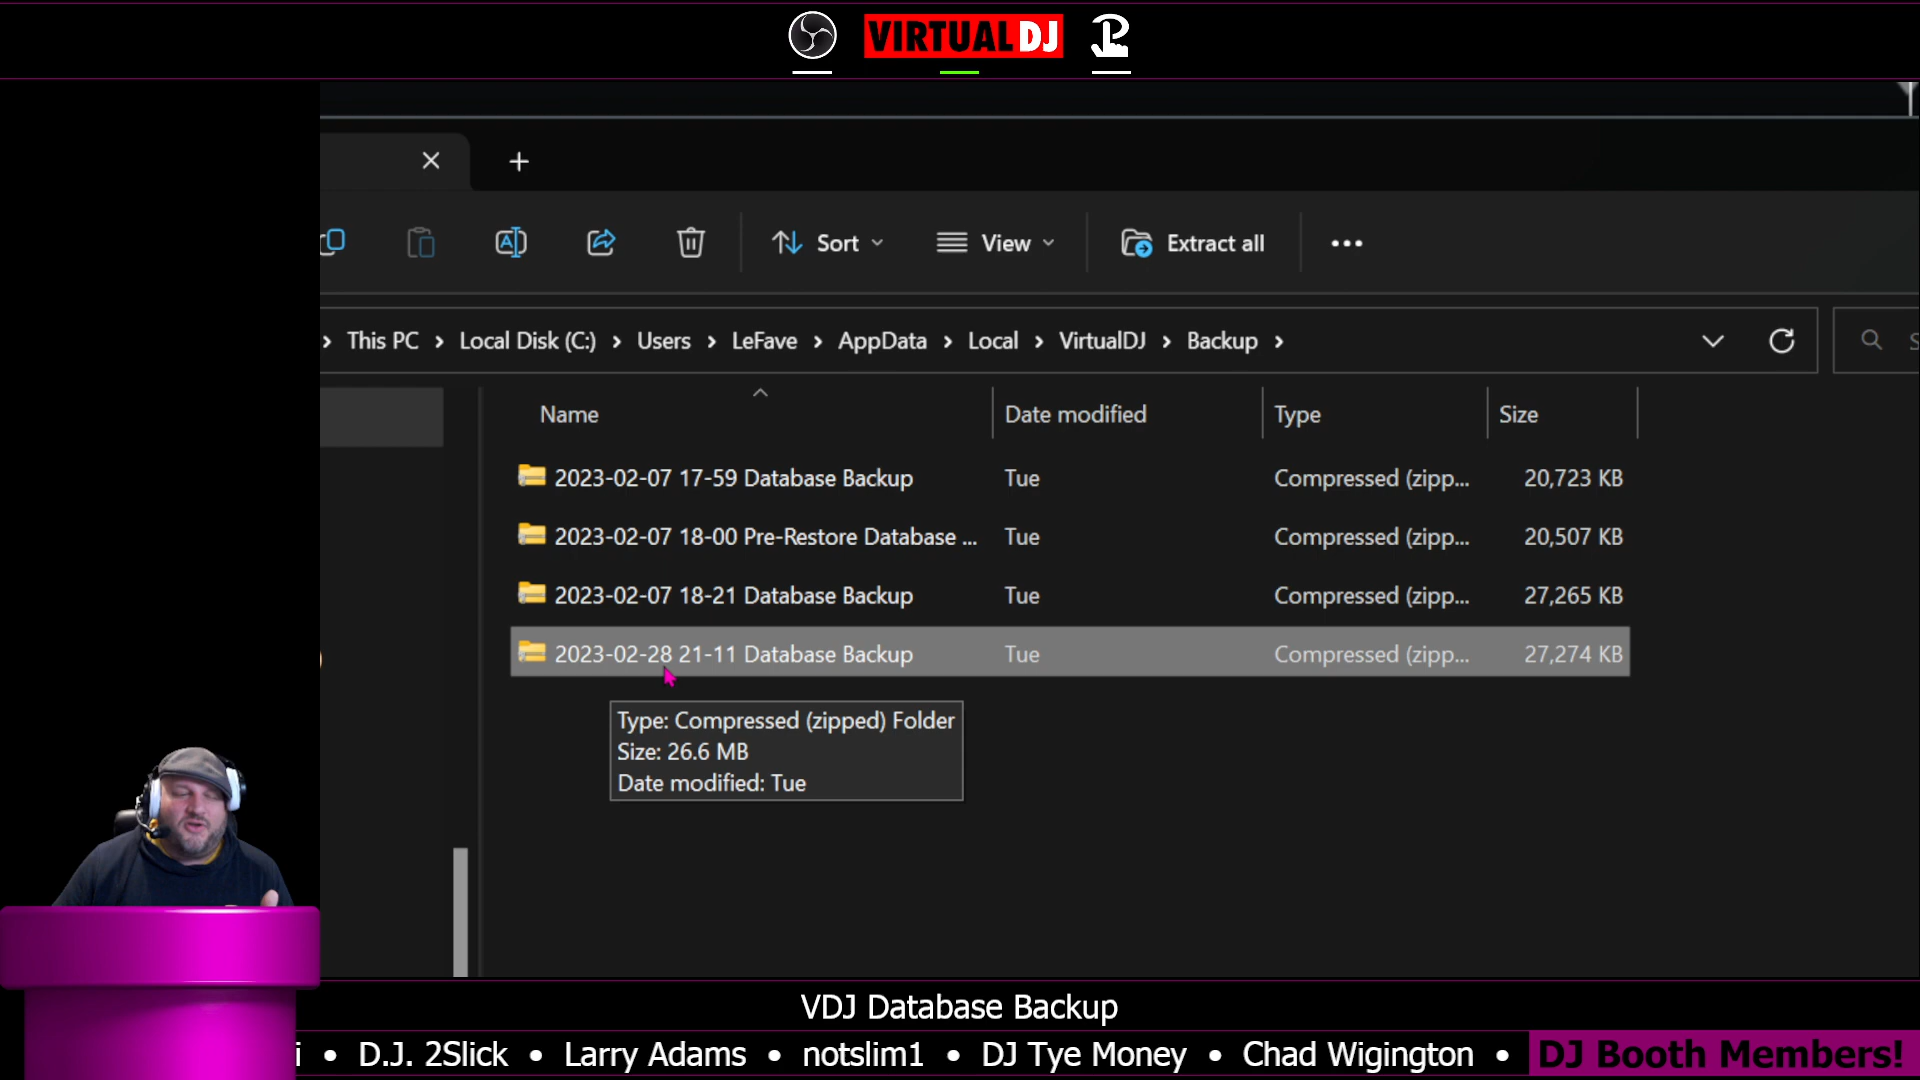 VIRTUAL DJ
Sort
View
Extract all
This PC › Local Disk (C:) › Users › LeFave › AppData › Local › VirtualDJ › Backup ›
Name Date modified Type Size
2023-02-07 17-59 Database Backup Tue Compressed (zipp... 20,723 KB
2023-02-07 18-00 Pre-Restore Database ... Tue Compressed (zipp... 20,507 KB
2023-02-07 18-21 Database Backup Tue Compressed (zipp... 27,265 KB
2023-02-28 21-11 Database Backup Tue Compressed (zipp... 27,274 KB
Type: Compressed (zipped) Folder
Size: 26.6 MB
Date modified: Tue
VDJ Database Backup
i • D.J. 2Slick • Larry Adams • notslim1 • DJ Tye Money • Chad Wigington • DJ Booth Members!